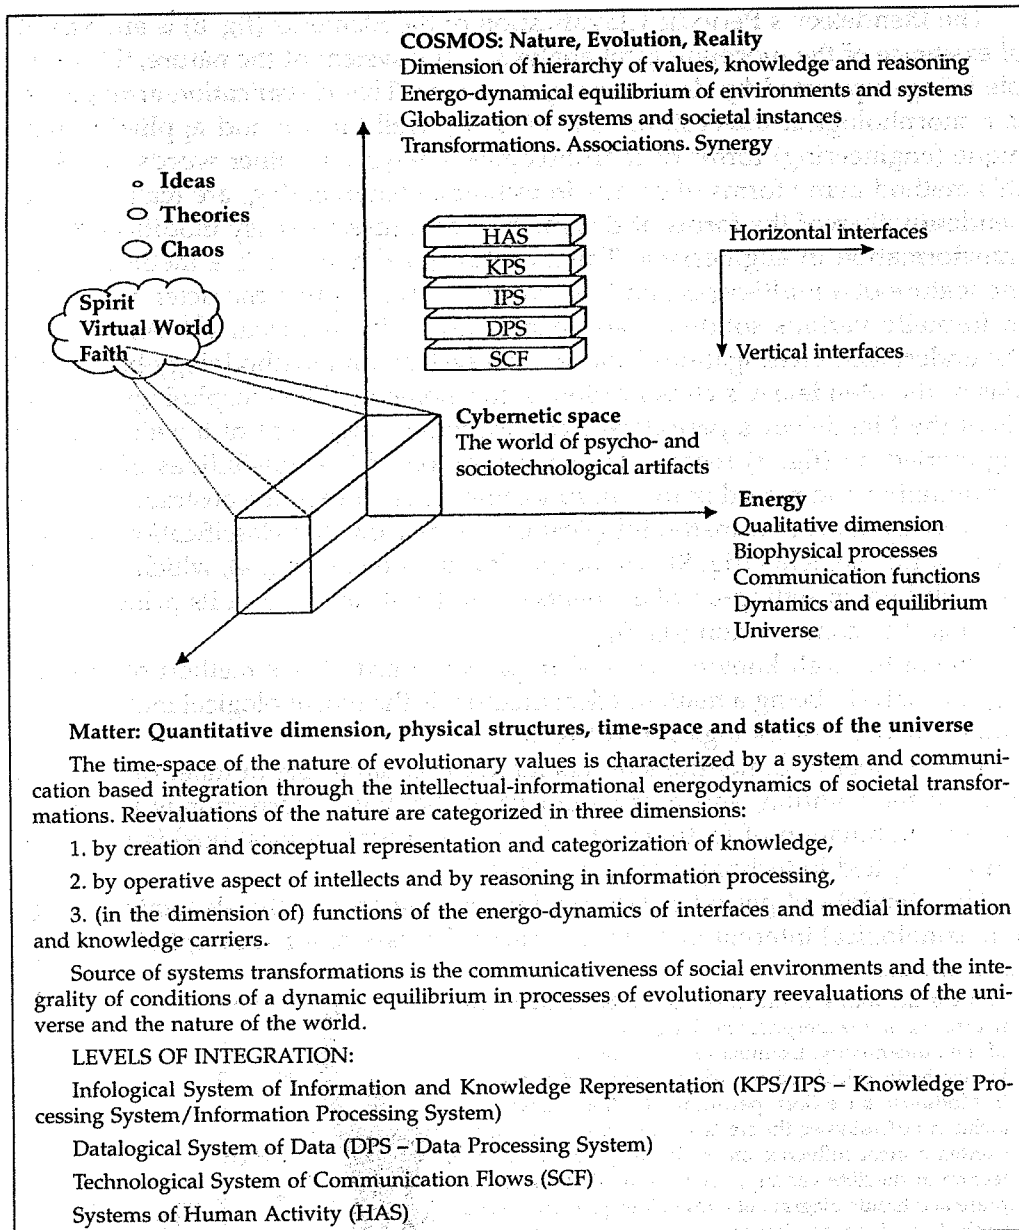 COSMOS: Nature, Evolution, Reality
Dimension of hierarchy of values, knowledge and reasoning
Energo-dynamical equilibrium of environments and systems
Globalization of systems and societal instances
Transformations. Associations. Synergy
Ideas
Theories
Chaos
Spirit
Virtual World
Faith
HAS
KPS
IPS
DPS
SCF
Horizontal interfaces
Vertical interfaces
Cybernetic space
The world of psycho- and
sociotechnological artifacts
Energy
Qualitative dimension
Biophysical processes
Communication functions
Dynamics and equilibrium
Universe
Matter: Quantitative dimension, physical structures, time-space and statics of the universe
The time-space of the nature of evolutionary values is characterized by a system and communi-
cation based integration through the intellectual-informational energodynamics of societal transfor-
mations. Reevaluations of the nature are categorized in three dimensions:
1. by creation and conceptual representation and categorization of knowledge,
2. by operative aspect of intellects and by reasoning in information processing,
3. (in the dimension of) functions of the energo-dynamics of interfaces and medial information
and knowledge carriers.
Source of systems transformations is the communicativeness of social environments and the inte-
grality of conditions of a dynamic equilibrium in processes of evolutionary reevaluations of the uni-
verse and the nature of the world.
LEVELS OF INTEGRATION:
Infological System of Information and Knowledge Representation (KPS/IPS – Knowledge Pro-
cessing System/Information Processing System)
Datalogical System of Data (DPS – Data Processing System)
Technological System of Communication Flows (SCF)
Systems of Human Activity (HAS)